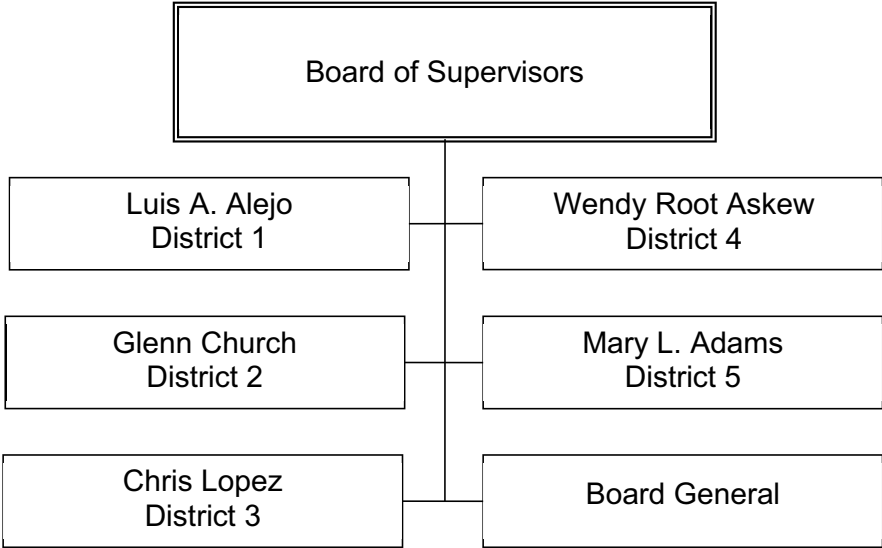 Board of Supervisors
Luis A. Alejo
District 1
Wendy Root Askew
District 4
Glenn Church
District 2
Mary L. Adams
District 5
Chris Lopez
District 3
Board General